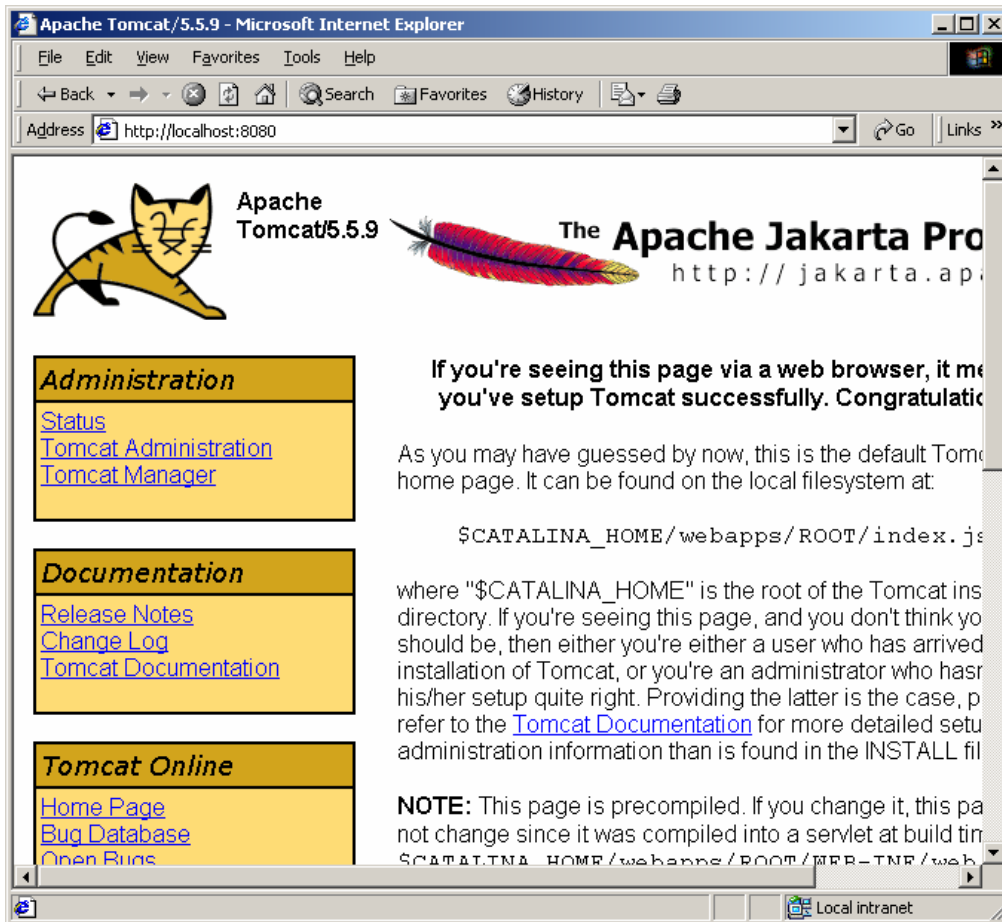 Apache Tomcat/5.5.9 - Microsoft Internet Explorer
File Edit View Favorites Tools Help
Back Search Favorites History
Address http://localhost:8080 Go Links »
Apache
Tomcat/5.5.9
The Apache Jakarta Pro
http://jakarta.apa
Administration
Status
Tomcat Administration
Tomcat Manager
Documentation
Release Notes
Change Log
Tomcat Documentation
Tomcat Online
Home Page
Bug Database
Open Bugs
If you're seeing this page via a web browser, it me
you've setup Tomcat successfully. Congratulatio
As you may have guessed by now, this is the default Tomc
home page. It can be found on the local filesystem at:
$CATALINA_HOME/webapps/ROOT/index.js
where "$CATALINA_HOME" is the root of the Tomcat ins
directory. If you're seeing this page, and you don't think yo
should be, then either you're either a user who has arrived
installation of Tomcat, or you're an administrator who hasn
his/her setup quite right. Providing the latter is the case, p
refer to the Tomcat Documentation for more detailed setu
administration information than is found in the INSTALL fil
NOTE: This page is precompiled. If you change it, this pa
not change since it was compiled into a servlet at build tim
$CATALINA_HOME/webapps/ROOT/WEB-INF/web
Local intranet